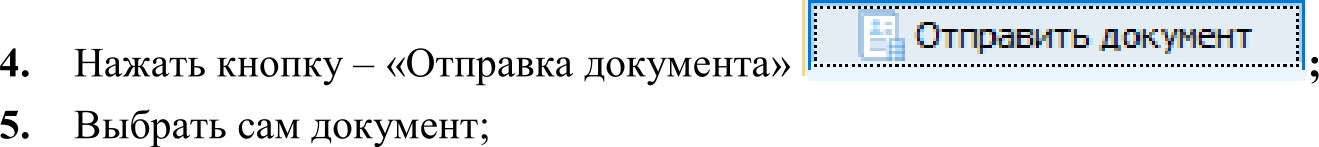 4. Нажать кнопку – «Отправка документа» Отправить документ;
5. Выбрать сам документ;